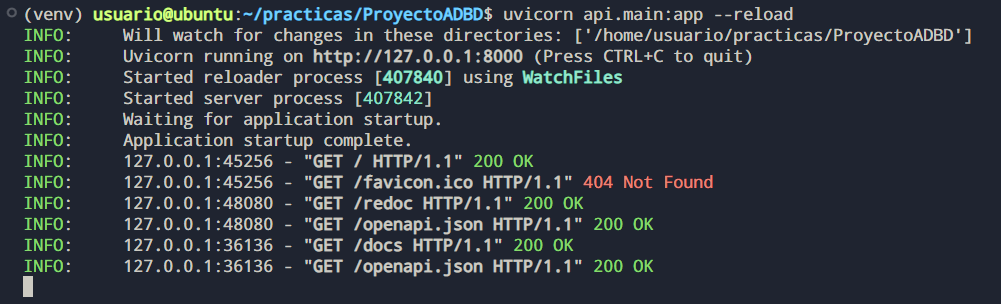 (venv) usuario@ubuntu:~/practicas/ProyectoADBD$ uvicorn api.main:app --reload
INFO:     Will watch for changes in these directories: ['/home/usuario/practicas/ProyectoADBD']
INFO:     Uvicorn running on http://127.0.0.1:8000 (Press CTRL+C to quit)
INFO:     Started reloader process [407840] using WatchFiles
INFO:     Started server process [407842]
INFO:     Waiting for application startup.
INFO:     Application startup complete.
INFO:     127.0.0.1:45256 - "GET / HTTP/1.1" 200 OK
INFO:     127.0.0.1:45256 - "GET /favicon.ico HTTP/1.1" 404 Not Found
INFO:     127.0.0.1:48080 - "GET /redoc HTTP/1.1" 200 OK
INFO:     127.0.0.1:48080 - "GET /openapi.json HTTP/1.1" 200 OK
INFO:     127.0.0.1:36136 - "GET /docs HTTP/1.1" 200 OK
INFO:     127.0.0.1:36136 - "GET /openapi.json HTTP/1.1" 200 OK